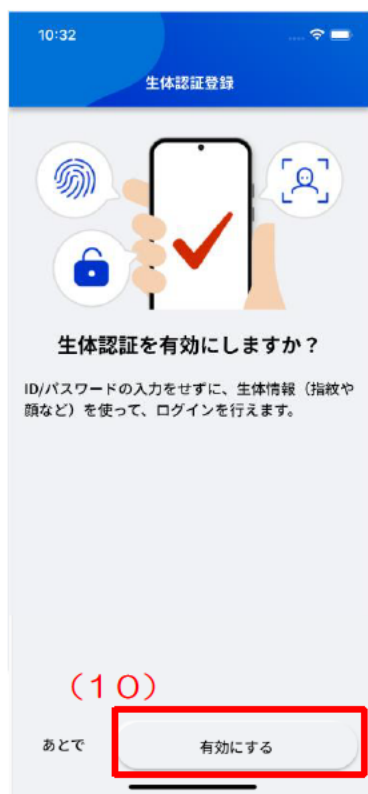 10:32
生体認証登録
生体認証を有効にしますか？
ID/パスワードの入力をせずに、生体情報（指紋や
顔など）を使って、ログインを行えます。
（１０）
あとで 有効にする